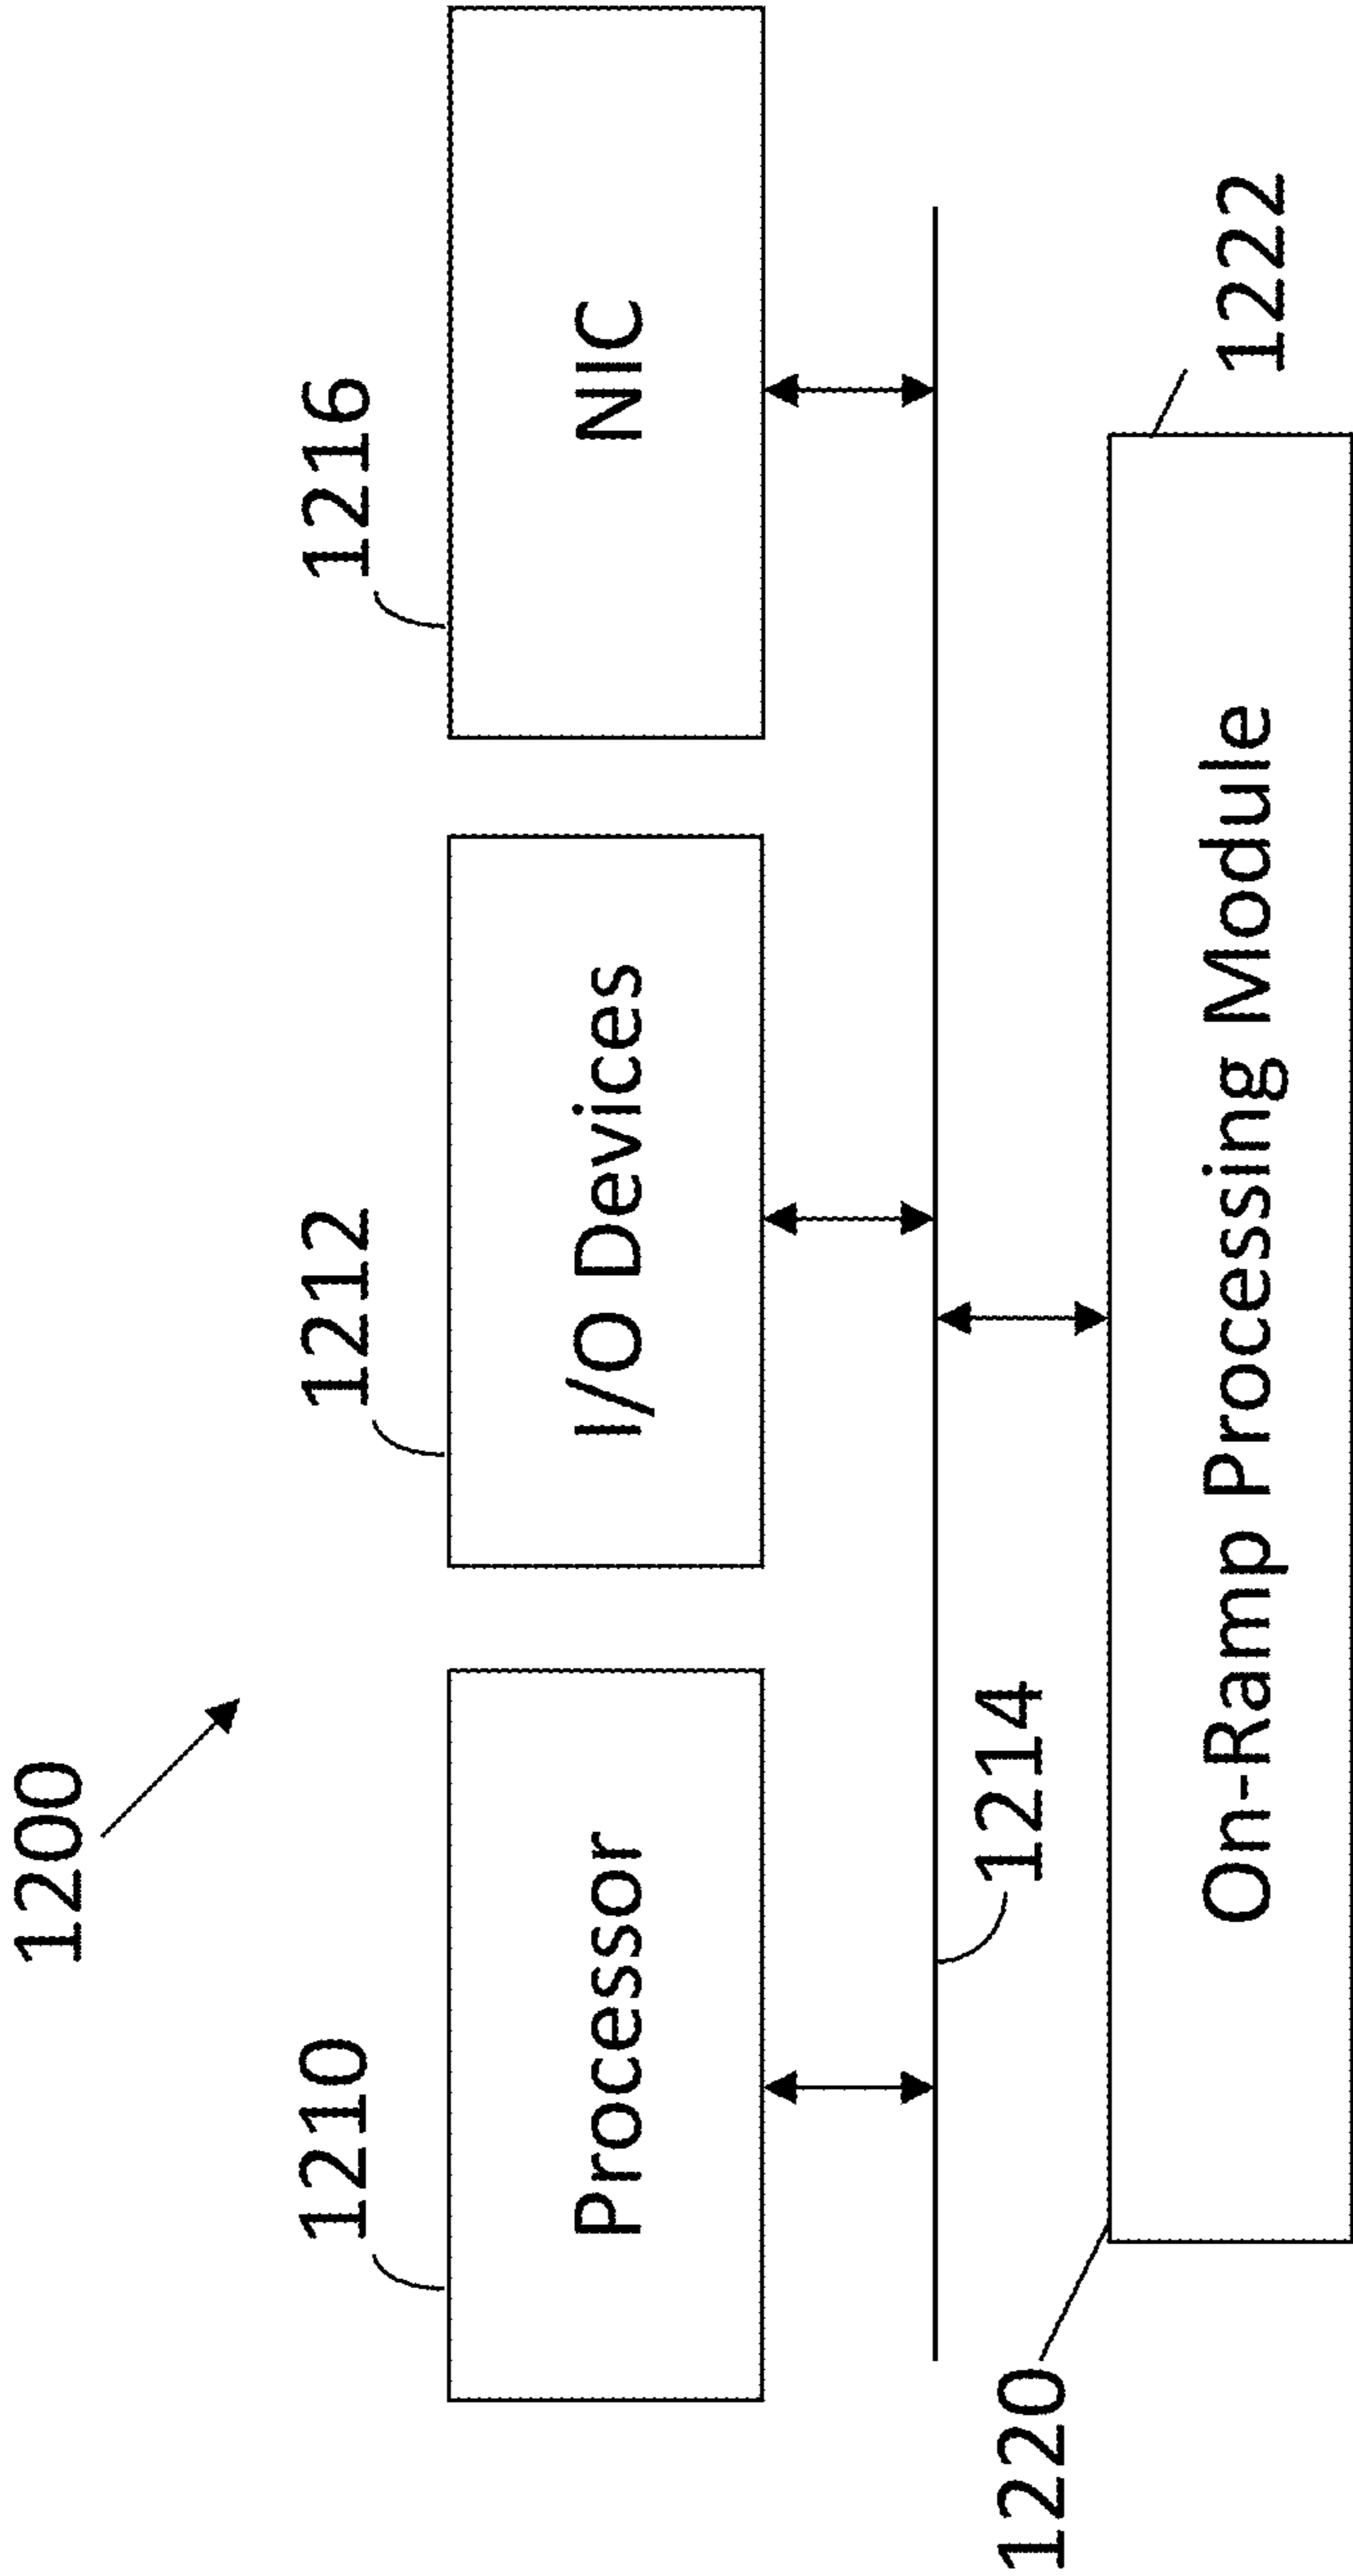 1200
1210
1212
1216
Processor
I/O Devices
NIC
1214
1220
1222
On-Ramp Processing Module